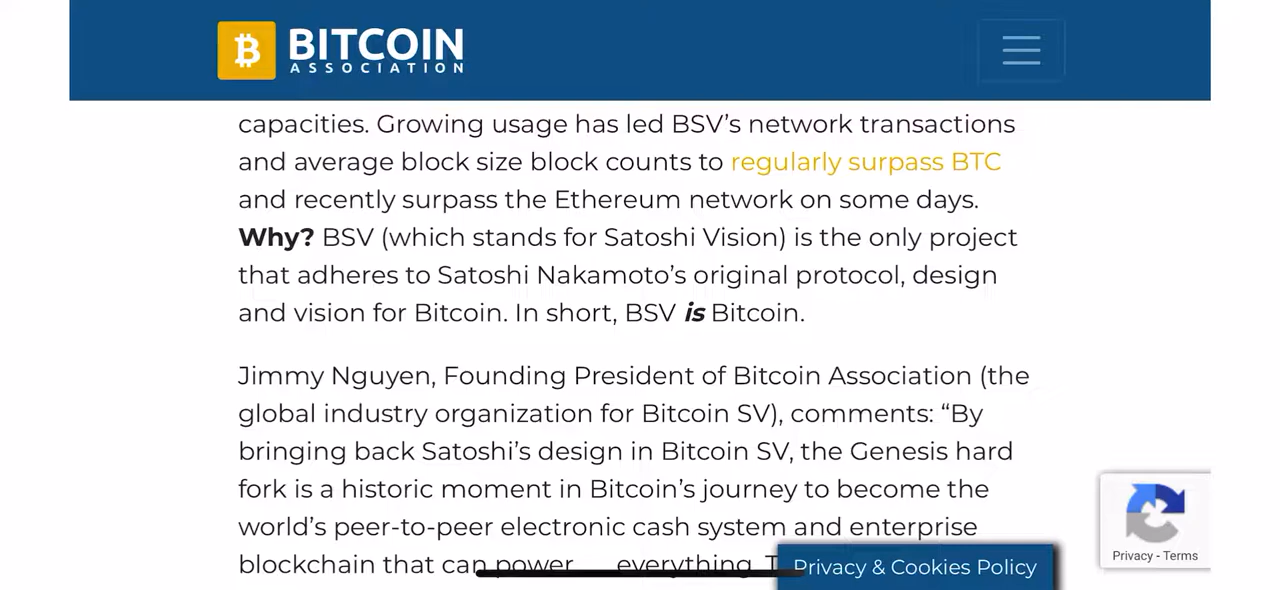 BITCOIN
ASSOCIATION
capacities. Growing usage has led BSV’s network transactions
and average block size block counts to regularly surpass BTC
and recently surpass the Ethereum network on some days.
Why? BSV (which stands for Satoshi Vision) is the only project
that adheres to Satoshi Nakamoto’s original protocol, design
and vision for Bitcoin. In short, BSV is Bitcoin.
Jimmy Nguyen, Founding President of Bitcoin Association (the
global industry organization for Bitcoin SV), comments: “By
bringing back Satoshi’s design in Bitcoin SV, the Genesis hard
fork is a historic moment in Bitcoin’s journey to become the
world’s peer-to-peer electronic cash system and enterprise
blockchain that can power everything. T
Privacy & Cookies Policy
Privacy - Terms